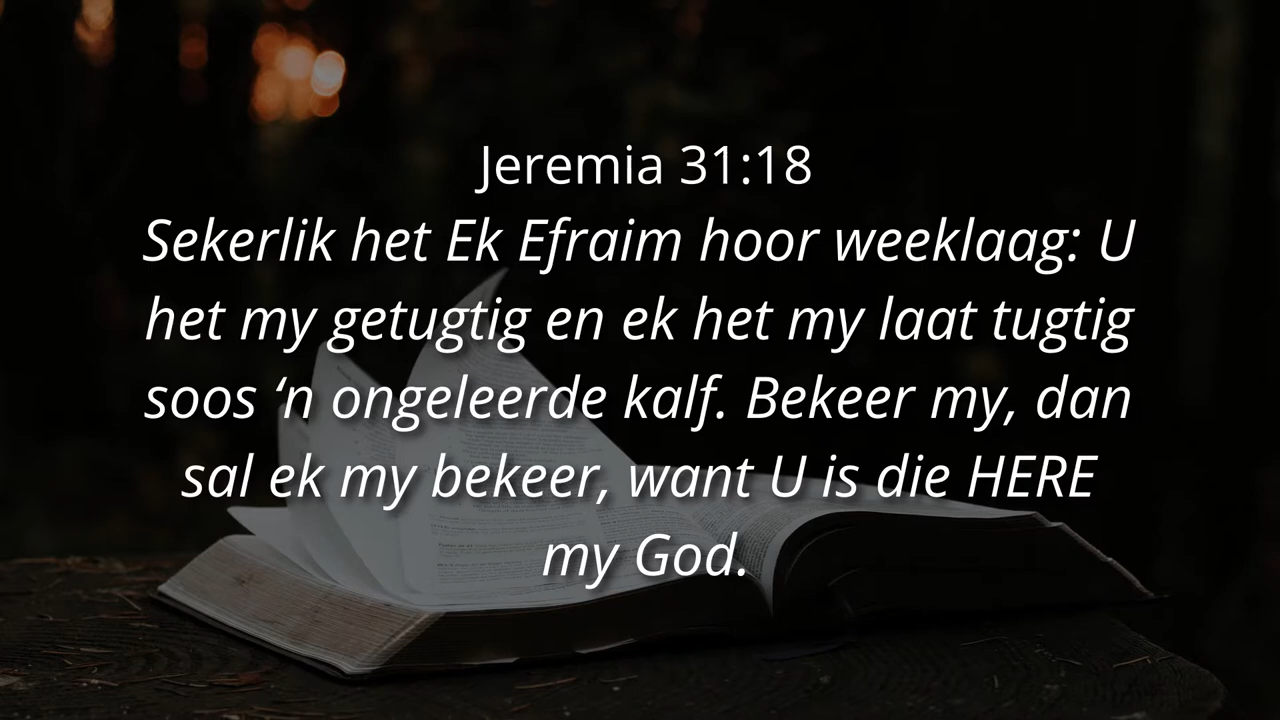 Jeremia 31:18
Sekerlik het Ek Efraim hoor weeklaag: U
het my getugtig en ek het my laat tugtig
soos ‘n ongeleerde kalf. Bekeer my, dan
sal ek my bekeer, want U is die HERE
my God.